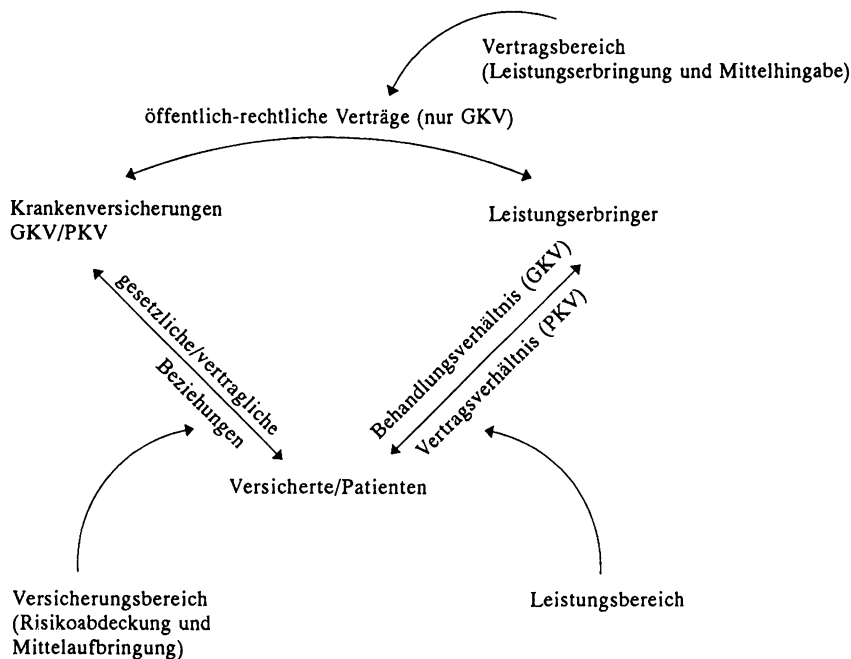 Vertragsbereich
(Leistungserbringung und Mittelhingabe)
öffentlich-rechtliche Verträge (nur GKV)
Krankenversicherungen
GKV/PKV
Leistungserbringer
gesetzliche/vertragliche
Beziehungen
Behandlungsverhältnis (GKV)
Vertragsverhältnis (PKV)
Versicherte/Patienten
Versicherungsbereich
(Risikoabdeckung und
Mittelaufbringung)
Leistungsbereich